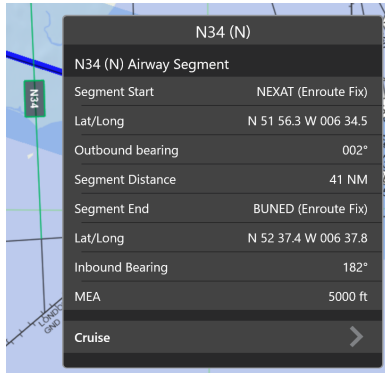 N34 (N)
N34 (N) Airway Segment
Segment Start NEXAT (Enroute Fix)
Lat/Long N 51 56.3 W 006 34.5
Outbound bearing 002°
Segment Distance 41 NM
Segment End BUNED (Enroute Fix)
Lat/Long N 52 37.4 W 006 37.8
Inbound Bearing 182°
MEA 5000 ft
Cruise
N34
LONDO
GND